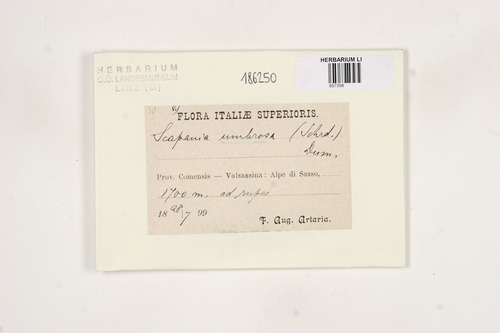 HERBARIUM
O.Ö. LANDESMUSEUM
LINZ (LI)
186250
HERBARIUM LI
FLORA ITALIÆ SUPERIORIS.
Scapania umbrosa (Schrd.)
Dum.
Prov. Comensis — Valsassina: Alpe di Sasso,
1700 m. ad rupes
18 28/7 99
F. Aug. Artaria.